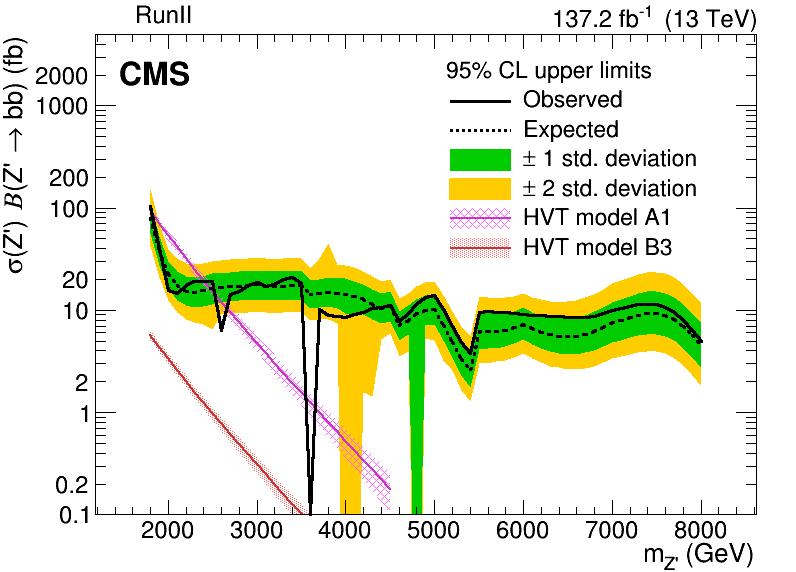 RunII
137.2 fb⁻¹ (13 TeV)
CMS
σ(Z') B(Z' → bb) (fb)
95% CL upper limits
Observed
Expected
± 1 std. deviation
± 2 std. deviation
HVT model A1
HVT model B3
2000
1000
200
100
20
10
2
1
0.2
0.1
2000 3000 4000 5000 6000 7000 8000
m_Z' (GeV)